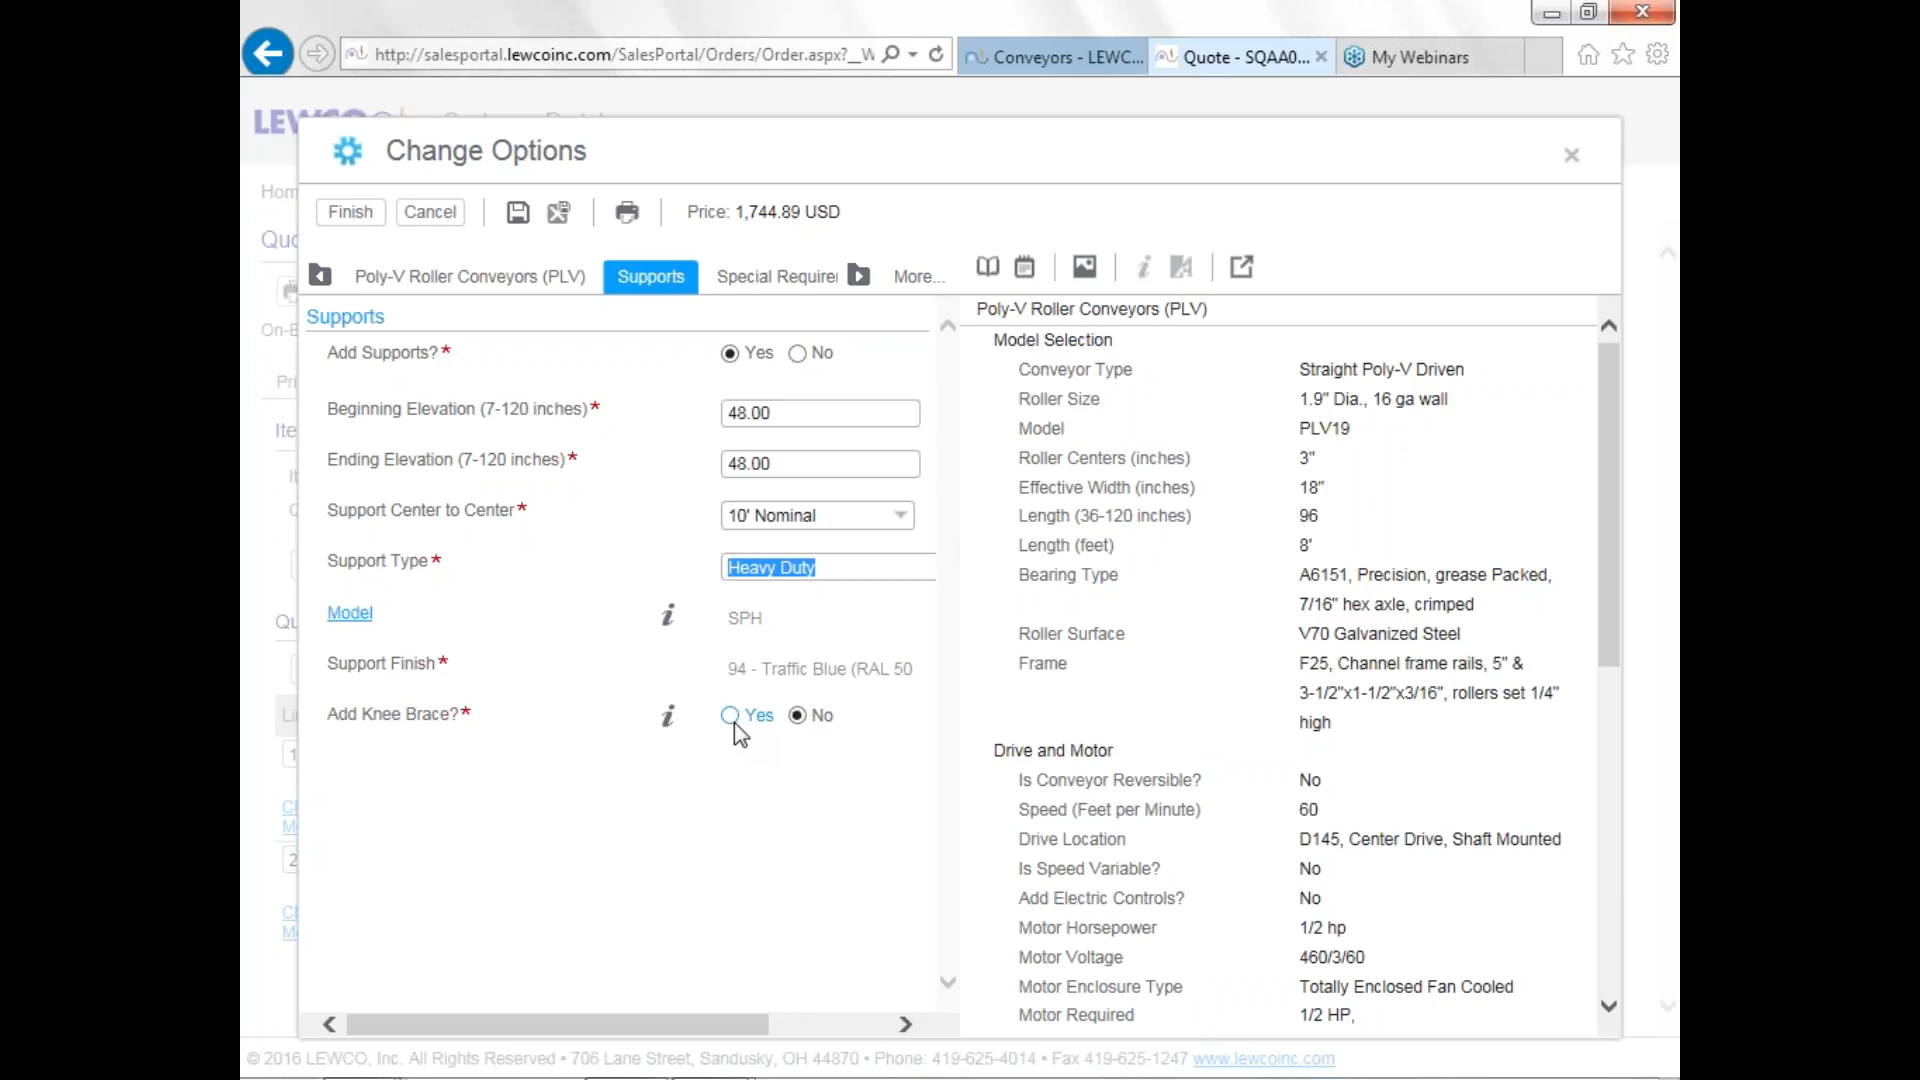 http://salesportal.lewcoinc.com/SalesPortal/Orders/Order.aspx?__W
Conveyors - LEWC...
Quote - SQAA0...
My Webinars
LEW
Hom
Change Options
Finish
Cancel
Price: 1,744.89 USD
Quo
On-B
Pri
Ite
Qu
Li
1
2
Poly-V Roller Conveyors (PLV)
Supports
Special Require
More...
Supports
Add Supports?*
Yes
No
Beginning Elevation (7-120 inches)*
48.00
Ending Elevation (7-120 inches)*
48.00
Support Center to Center*
10' Nominal
Support Type*
Heavy Duty
Model
SPH
Support Finish*
94 - Traffic Blue (RAL 50
Add Knee Brace?*
Yes
No
Poly-V Roller Conveyors (PLV)
Model Selection
Conveyor Type Straight Poly-V Driven
Roller Size 1.9" Dia., 16 ga wall
Model PLV19
Roller Centers (inches) 3"
Effective Width (inches) 18"
Length (36-120 inches) 96
Length (feet) 8'
Bearing Type A6151, Precision, grease Packed,
7/16" hex axle, crimped
Roller Surface V70 Galvanized Steel
Frame F25, Channel frame rails, 5" &
3-1/2"x1-1/2"x3/16", rollers set 1/4"
high
Drive and Motor
Is Conveyor Reversible? No
Speed (Feet per Minute) 60
Drive Location D145, Center Drive, Shaft Mounted
Is Speed Variable? No
Add Electric Controls? No
Motor Horsepower 1/2 hp
Motor Voltage 460/3/60
Motor Enclosure Type Totally Enclosed Fan Cooled
Motor Required 1/2 HP,
© 2016 LEWCO, Inc. All Rights Reserved • 706 Lane Street, Sandusky, OH 44870 • Phone: 419-625-4014 • Fax 419-625-1247 www.lewcoinc.com